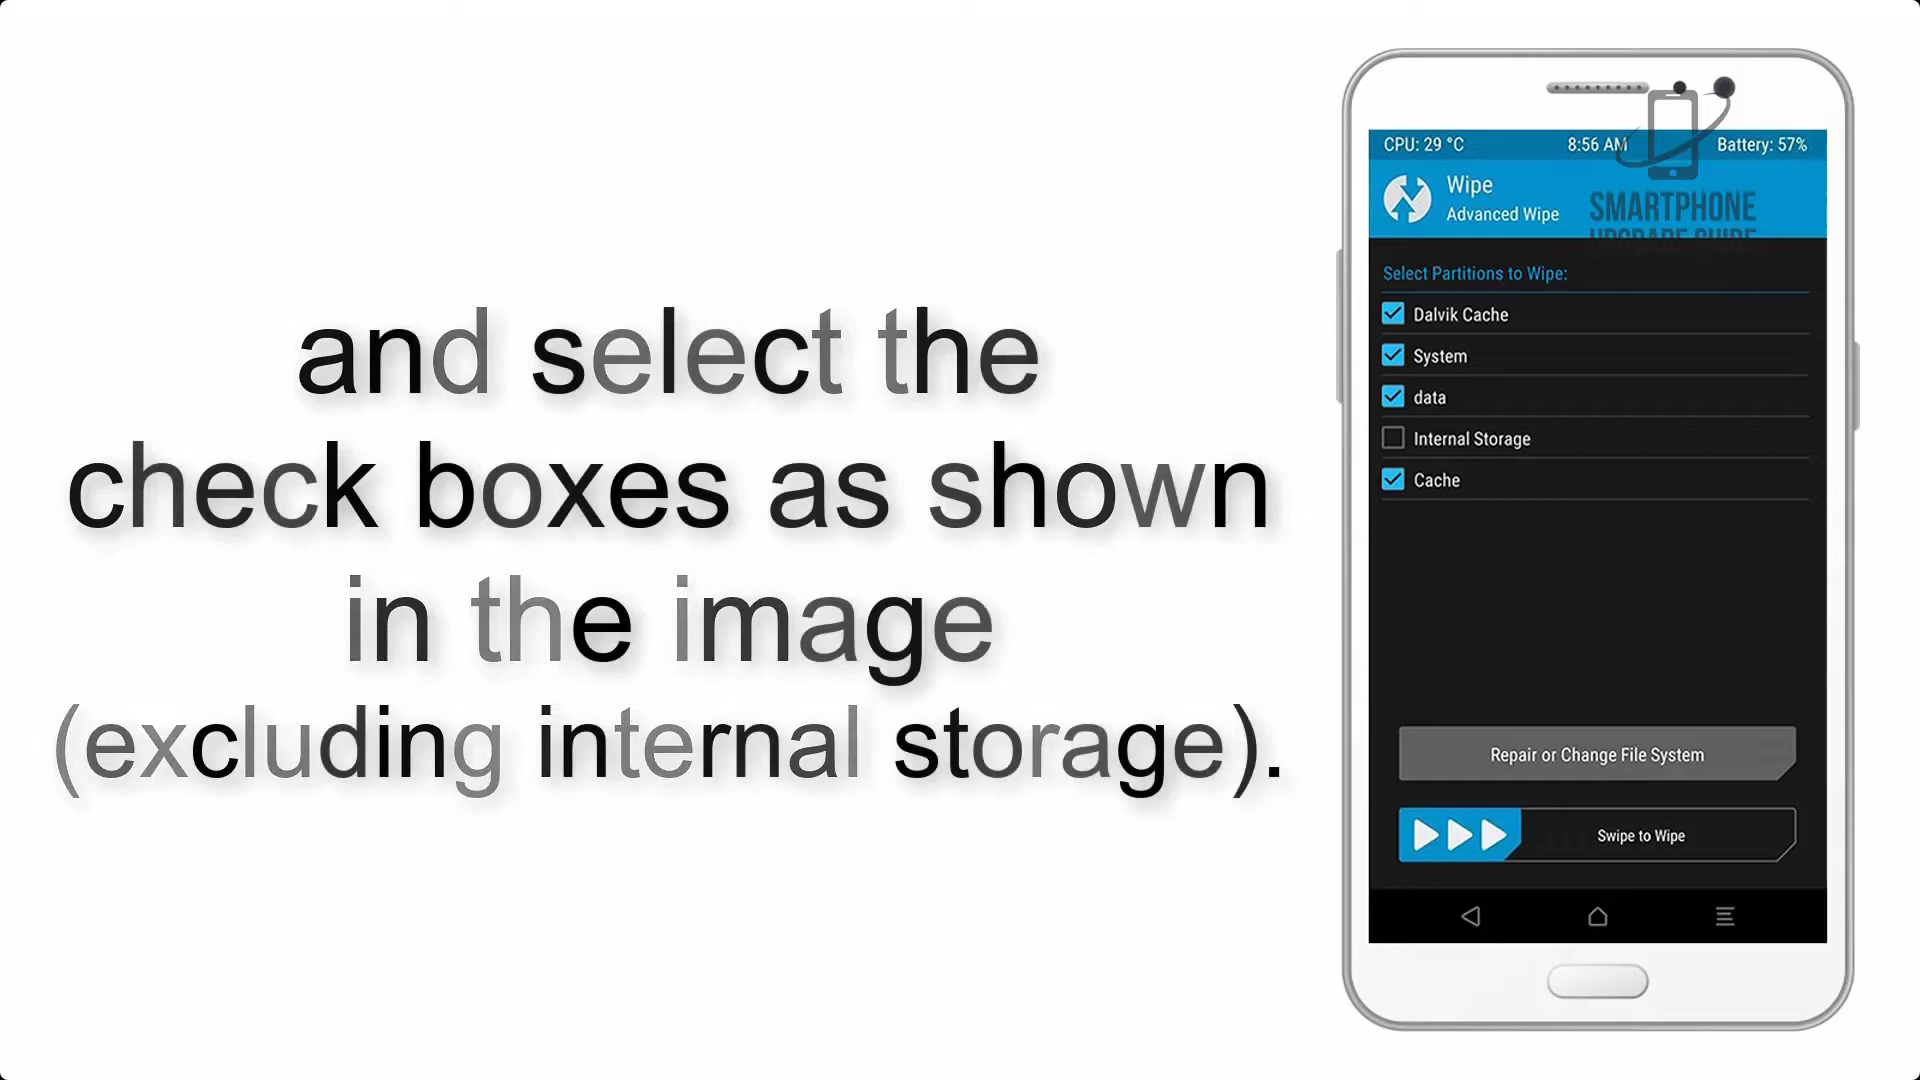 and select the
check boxes as shown
in the image
(excluding internal storage).
CPU: 29 °C 8:56 AM Battery: 57%
Wipe
Advanced Wipe
SMARTPHONE
UPGRADE GUIDE
Select Partitions to Wipe:
Dalvik Cache
System
data
Internal Storage
Cache
Repair or Change File System
Swipe to Wipe